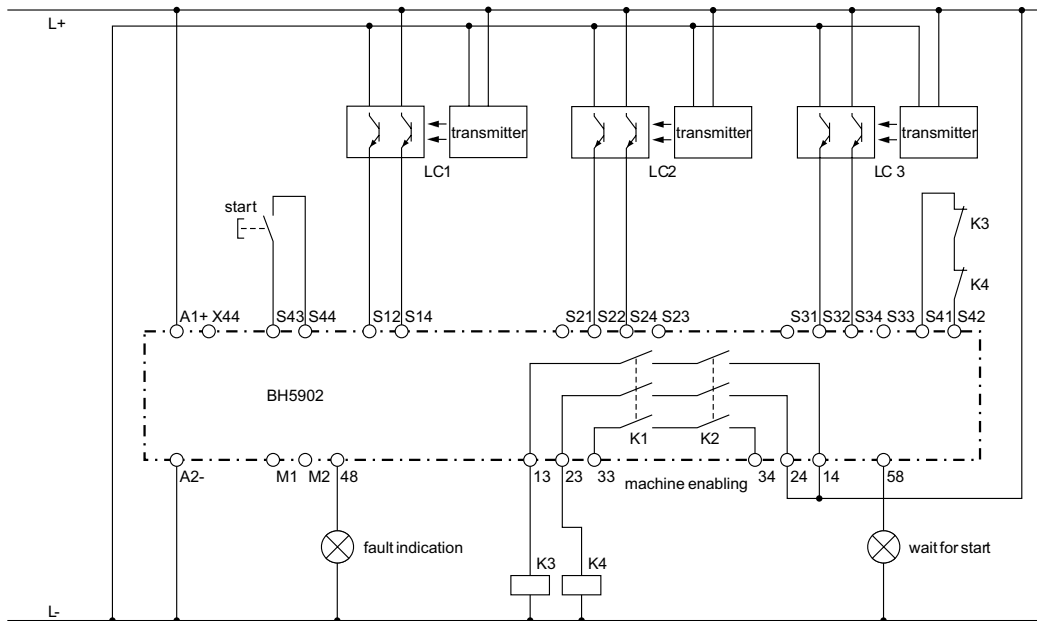 L+
transmitter
transmitter
transmitter
LC1
LC2
LC 3
start
K3
K4
A1+ X44
S43 S44
S12 S14
S21 S22 S24 S23
S31 S32 S34 S33 S41 S42
BH5902
K1
K2
A2-
M1
M2
48
13
23
33
machine enabling
34
24
14
58
fault indication
K3
K4
wait for start
L-